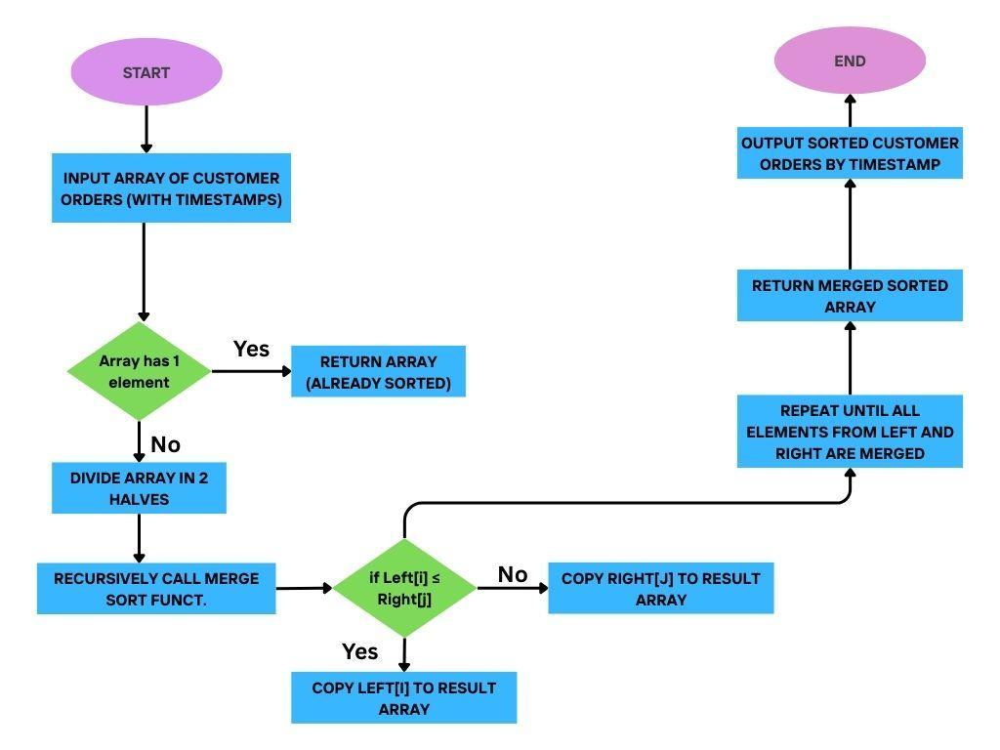 START
INPUT ARRAY OF CUSTOMER
ORDERS (WITH TIMESTAMPS)
Array has 1
element
Yes
RETURN ARRAY
(ALREADY SORTED)
No
DIVIDE ARRAY IN 2
HALVES
RECURSIVELY CALL MERGE
SORT FUNCT.
if Left[i] ≤
Right[j]
No
COPY RIGHT[J] TO RESULT
ARRAY
Yes
COPY LEFT[I] TO RESULT
ARRAY
REPEAT UNTIL ALL
ELEMENTS FROM LEFT AND
RIGHT ARE MERGED
RETURN MERGED SORTED
ARRAY
OUTPUT SORTED CUSTOMER
ORDERS BY TIMESTAMP
END